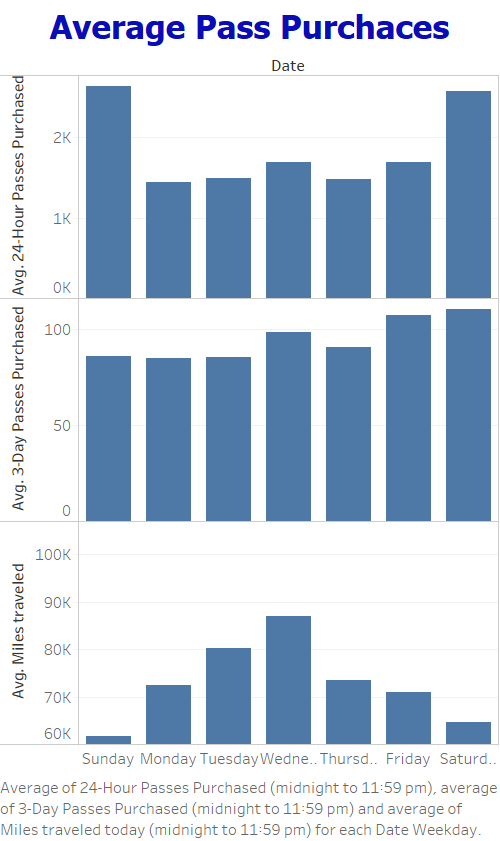 Average Pass Purchaces
Date
Avg. 24-Hour Passes Purchased
2K
1K
0K
Avg. 3-Day Passes Purchased
100
50
0
Avg. Miles traveled
100K
90K
80K
70K
60K
Sunday Monday Tuesday Wedne.. Thursd.. Friday Saturd..
Average of 24-Hour Passes Purchased (midnight to 11:59 pm), average
of 3-Day Passes Purchased (midnight to 11:59 pm) and average of
Miles traveled today (midnight to 11:59 pm) for each Date Weekday.